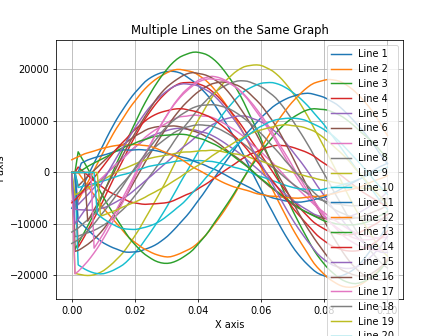 Multiple Lines on the Same Graph
20000
10000
0
−10000
−20000
0.00
0.02
0.04
0.06
0.08
X axis
Line 1
Line 2
Line 3
Line 4
Line 5
Line 6
Line 7
Line 8
Line 9
Line 10
Line 11
Line 12
Line 13
Line 14
Line 15
Line 16
Line 17
Line 18
Line 19